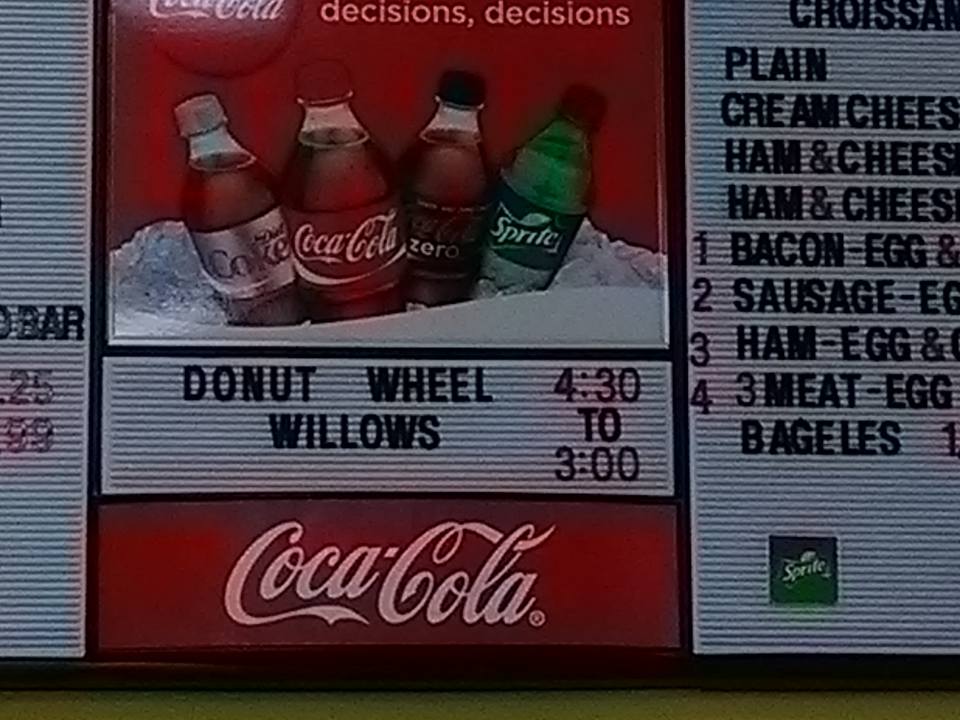 Coca-Cola
decisions, decisions
Coke
Coca-Cola
zero
Sprite
BAR
.25
.99
DONUT WHEEL 4:30
WILLOWS TO
3:00
Coca-Cola
PLAIN
CREAM CHEES
HAM & CHEES
HAM & CHEES
1 BACON-EGG &
2 SAUSAGE-EG
3 HAM-EGG &
4 3 MEAT-EGG
BAGELES 1
Sprite